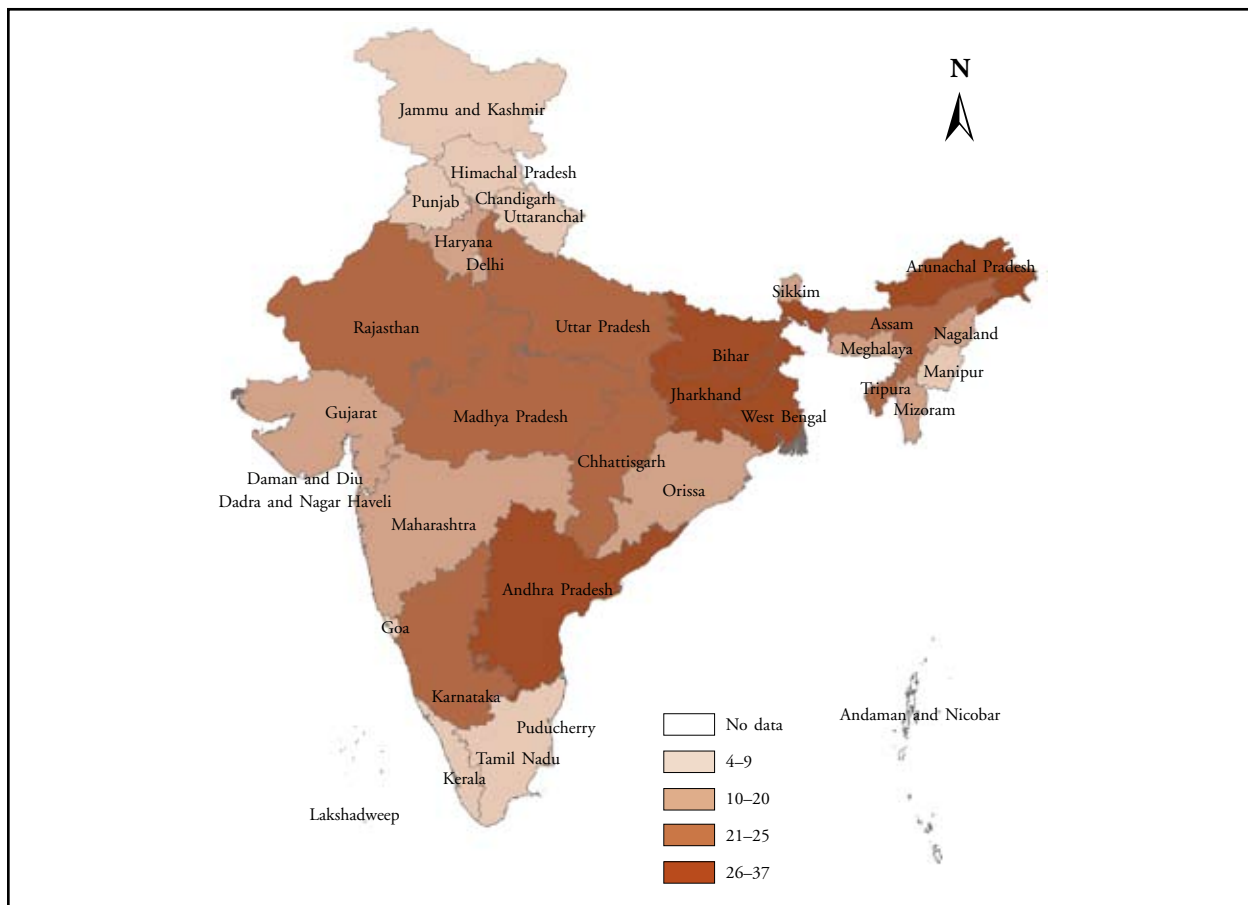 N
Jammu and Kashmir
Himachal Pradesh
Punjab
Chandigarh
Uttaranchal
Haryana
Delhi
Arunachal Pradesh
Sikkim
Rajasthan
Uttar Pradesh
Assam
Nagaland
Meghalaya
Bihar
Manipur
Jharkhand
Tripura
Mizoram
Gujarat
Madhya Pradesh
West Bengal
Chhattisgarh
Daman and Diu
Orissa
Dadra and Nagar Haveli
Maharashtra
Andhra Pradesh
Goa
Karnataka
Andaman and Nicobar
Puducherry
Tamil Nadu
Kerala
Lakshadweep
No data
4–9
10–20
21–25
26–37